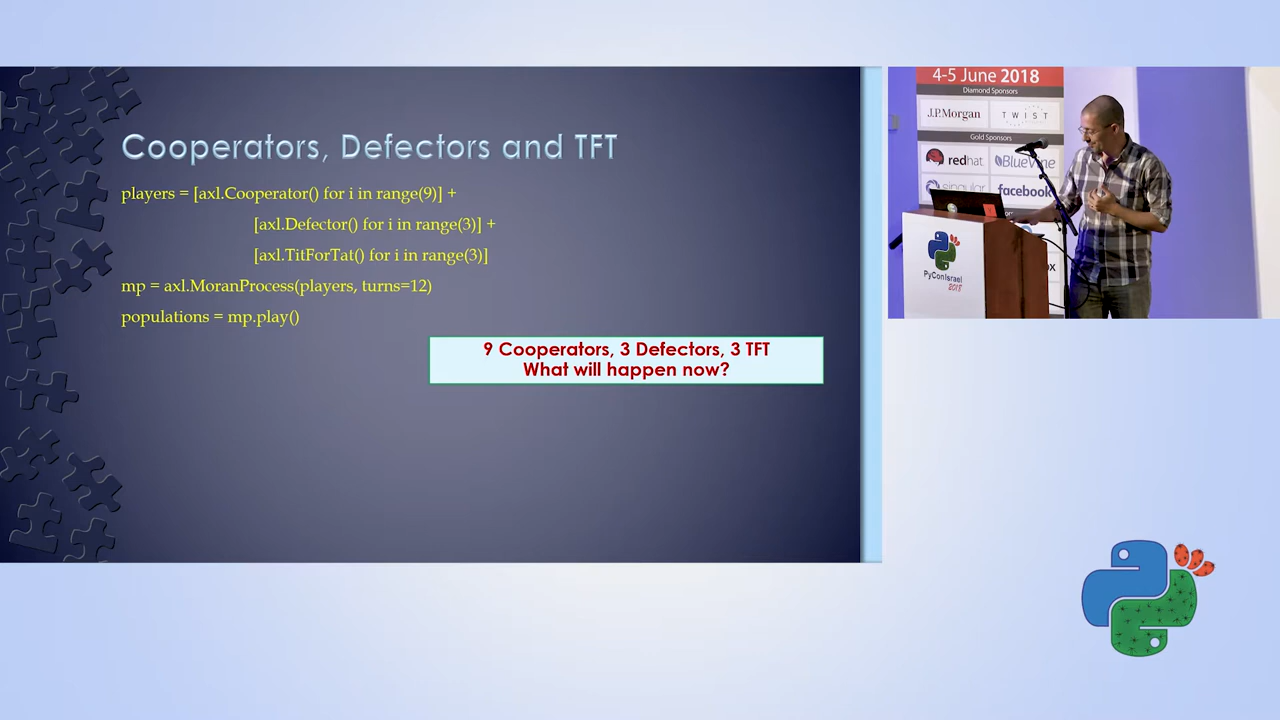 Cooperators, Defectors and TFT
players = [axl.Cooperator() for i in range(9)] +
[axl.Defector() for i in range(3)] +
[axl.TitForTat() for i in range(3)]
mp = axl.MoranProcess(players, turns=12)
populations = mp.play()
9 Cooperators, 3 Defectors, 3 TFT
What will happen now?
4-5 June 2018
Diamond Sponsors
J.P.Morgan
TWIST
Gold Sponsors
redhat
BlueVine
singular
facebook
PyConIsrael
2018